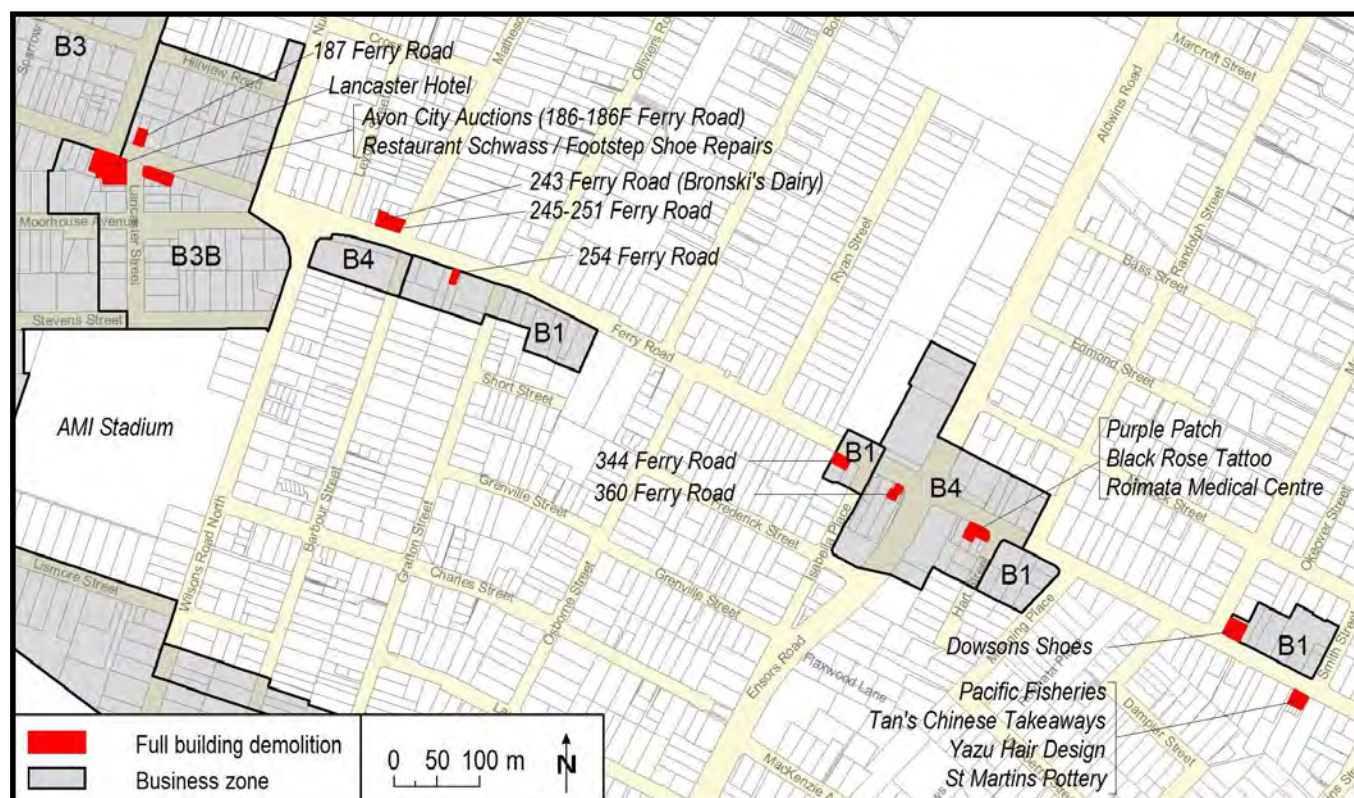 B3
Sparrow
Hillview Road
187 Ferry Road
Lancaster Hotel
Avon City Auctions (186-186F Ferry Road)
Restaurant Schwass / Footstep Shoe Repairs
243 Ferry Road (Bronski's Dairy)
245-251 Ferry Road
254 Ferry Road
Olliviers
Marcroft Street
Aldwins Road
Randolph Street
Bass Street
Ryan Street
Edmond Street
Moorhouse Avenue
Lancaster Street
B3B
B4
B1
Stevens Street
Ferry Road
Short Street
AMI Stadium
344 Ferry Road
360 Ferry Road
B1
B4
Purple Patch
Black Rose Tattoo
Roimata Medical Centre
Wilsons Road North
Barbour Street
Grafton Street
Grenville Street
Frederick Street
Isabella Place
Okeover Street
Lismore Street
Charles Street
Osborne Street
Grenville Street
B1
Ensors Road
Flaxwood Lane
Dowsons Shoes
B1
Smith Street
Pacific Fisheries
Tan's Chinese Takeaways
Yazu Hair Design
St Martins Pottery
Dampier Street
Full building demolition
Business zone
0 50 100 m
N